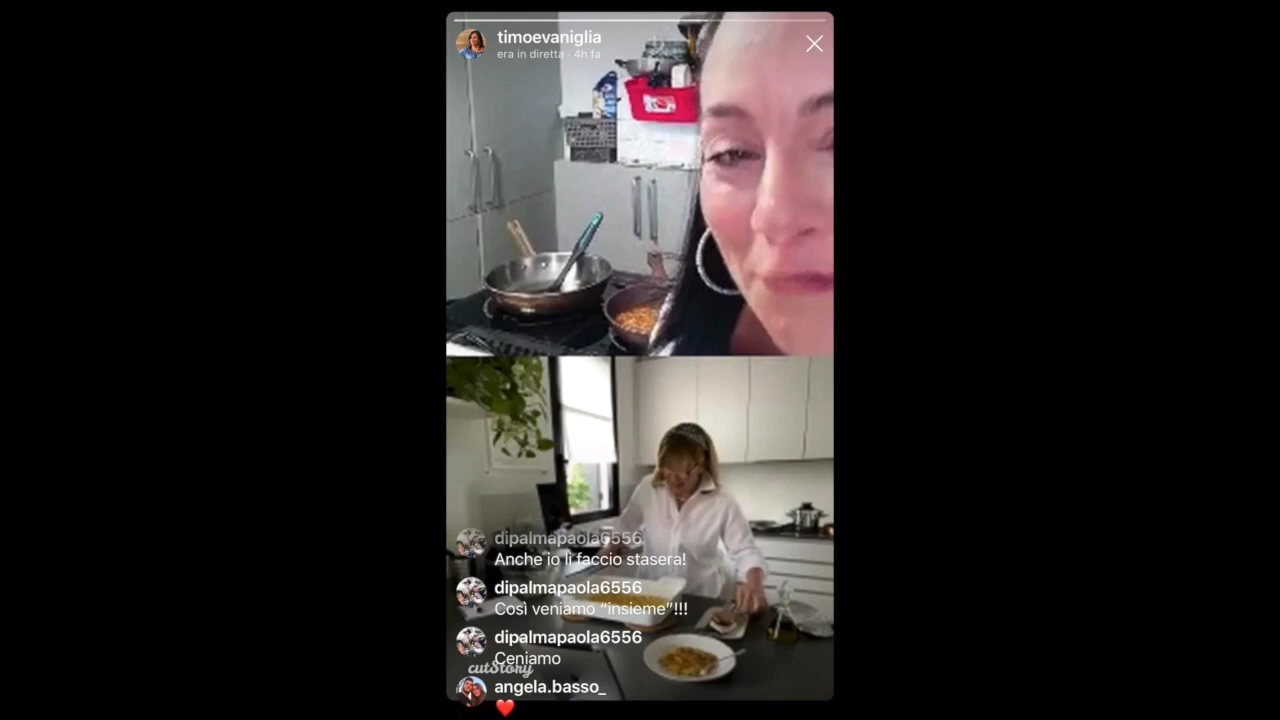 timoevaniglia
era in diretta · 4h fa
dipalmapaola6556
Anche io li faccio stasera!
dipalmapaola6556
Così veniamo “insieme”!!!
dipalmapaola6556
Ceniamo
cutStory
angela.basso_
❤️